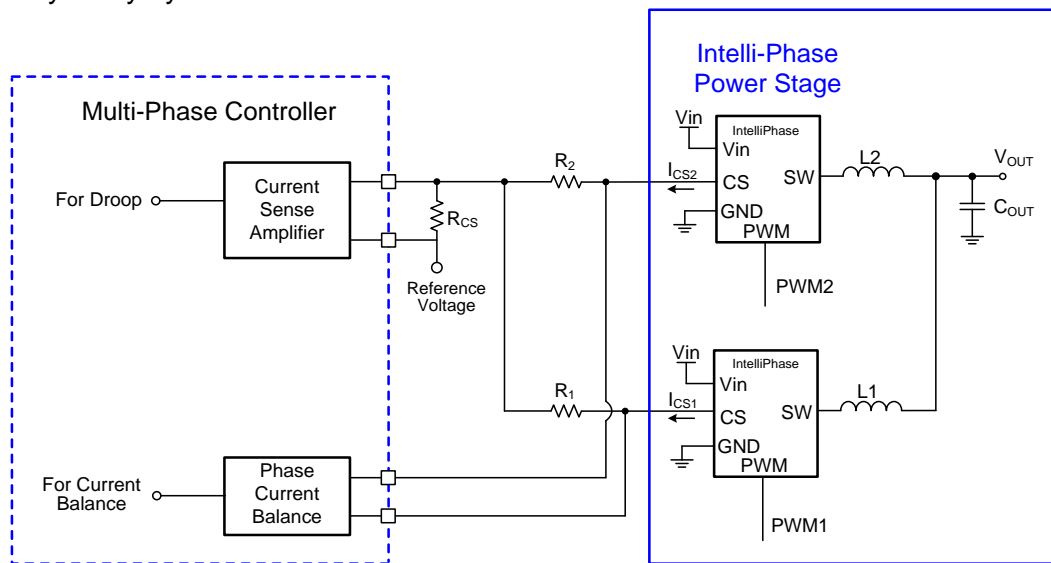 Intelli-Phase
Power Stage
Multi-Phase Controller
For Droop
Current
Sense
Amplifier
RCS
Reference
Voltage
R2
ICS2
Vin
IntelliPhase
Vin
CS
GND
PWM
SW
L2
VOUT
COUT
PWM2
R1
ICS1
Vin
IntelliPhase
Vin
CS
GND
PWM
SW
L1
PWM1
For Current
Balance
Phase
Current
Balance